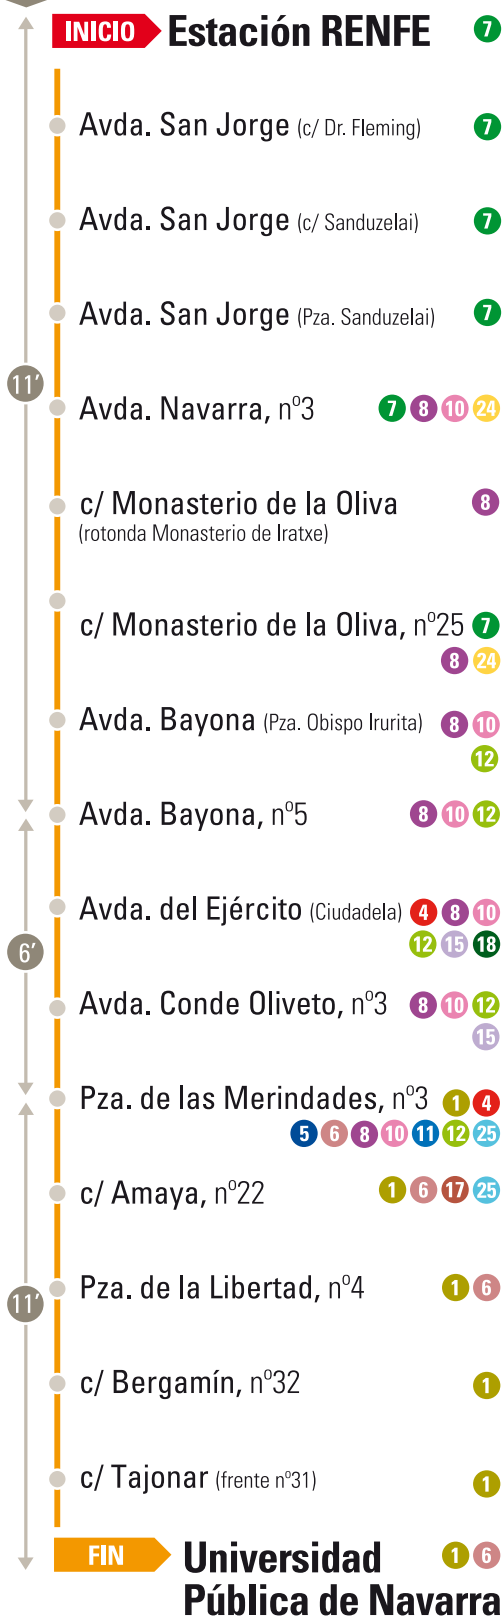 INICIO Estación RENFE 7
Avda. San Jorge (c/ Dr. Fleming) 7
Avda. San Jorge (c/ Sanduzelai) 7
Avda. San Jorge (Pza. Sanduzelai) 7
11’
Avda. Navarra, nº3 7 8 10 24
c/ Monasterio de la Oliva 8
(rotonda Monasterio de Iratxe)
c/ Monasterio de la Oliva, nº25 7
8 24
Avda. Bayona (Pza. Obispo Irurita) 8 10
12
Avda. Bayona, nº5 8 10 12
Avda. del Ejército (Ciudadela) 4 8 10
6’ 12 15 18
Avda. Conde Oliveto, nº3 8 10 12
15
Pza. de las Merindades, nº3 1 4
5 6 8 10 11 12 25
c/ Amaya, nº22 1 6 17 25
Pza. de la Libertad, nº4 1 6
11’
c/ Bergamín, nº32 1
c/ Tajonar (frente nº31) 1
FIN Universidad 1 6
Pública de Navarra